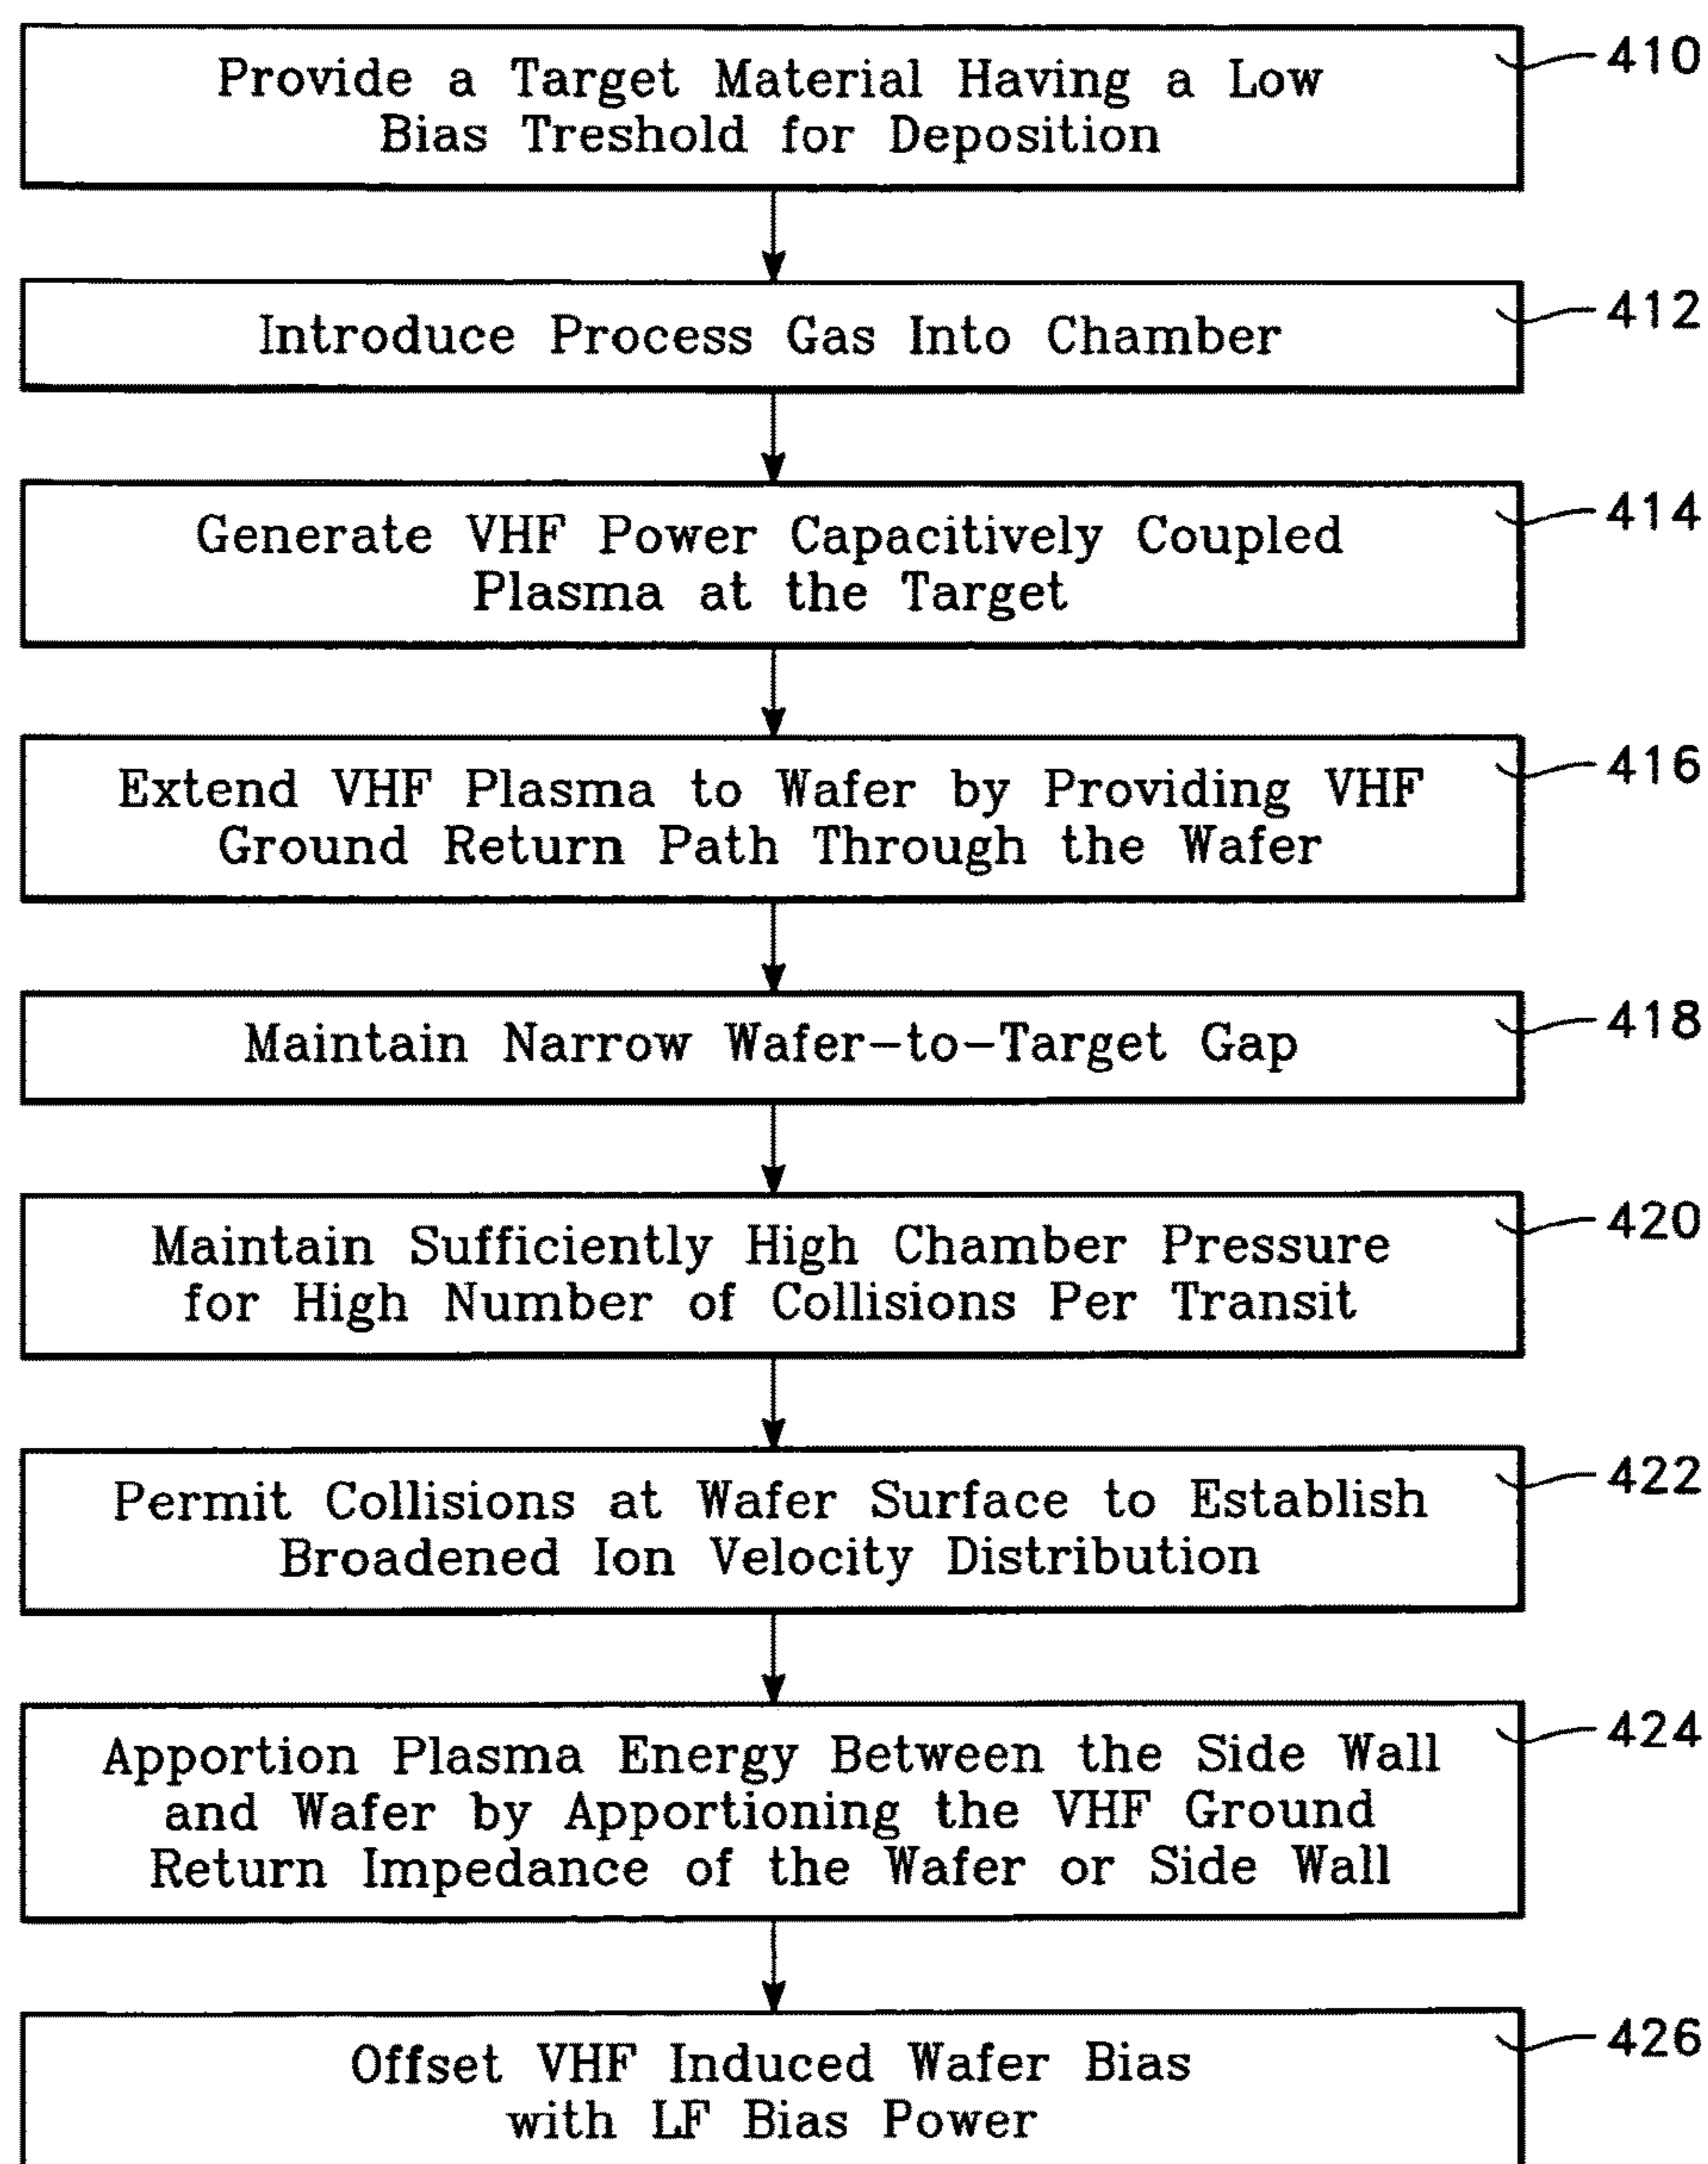 Provide a Target Material Having a Low
Bias Treshold for Deposition
410
Introduce Process Gas Into Chamber
412
Generate VHF Power Capacitively Coupled
Plasma at the Target
414
Extend VHF Plasma to Wafer by Providing VHF
Ground Return Path Through the Wafer
416
Maintain Narrow Wafer-to-Target Gap
418
Maintain Sufficiently High Chamber Pressure
for High Number of Collisions Per Transit
420
Permit Collisions at Wafer Surface to Establish
Broadened Ion Velocity Distribution
422
Apportion Plasma Energy Between the Side Wall
and Wafer by Apportioning the VHF Ground
Return Impedance of the Wafer or Side Wall
424
Offset VHF Induced Wafer Bias
with LF Bias Power
426